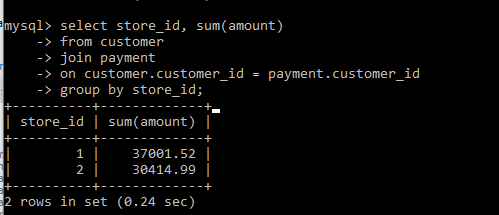 mysql> select store_id, sum(amount)
    -> from customer
    -> join payment
    -> on customer.customer_id = payment.customer_id
    -> group by store_id;
+----------+-------------+
| store_id | sum(amount) |
+----------+-------------+
|        1 |    37001.52 |
|        2 |    30414.99 |
+----------+-------------+
2 rows in set (0.24 sec)